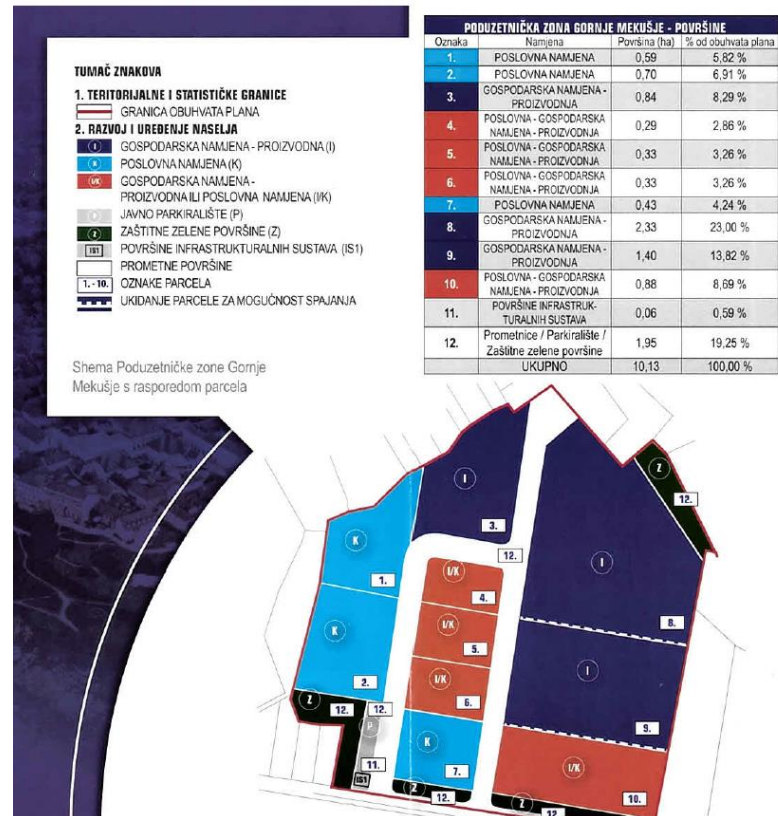 TUMAČ ZNAKOVA
1. TERITORIJALNE I STATISTIČKE GRANICE
GRANICA OBUHVATA PLANA
2. RAZVOJ I UREĐENJE NASELJA
I GOSPODARSKA NAMJENA - PROIZVODNA (I)
K POSLOVNA NAMJENA (K)
I/K GOSPODARSKA NAMJENA -
PROIZVODNA ILI POSLOVNA NAMJENA (I/K)
P JAVNO PARKIRALIŠTE (P)
Z ZAŠTITNE ZELENE POVRŠINE (Z)
IS1 POVRŠINE INFRASTRUKTURALNIH SUSTAVA (IS1)
PROMETNE POVRŠINE
1. - 10. OZNAKE PARCELA
UKIDANJE PARCELE ZA MOGUĆNOST SPAJANJA
Shema Poduzetničke zone Gornje
Mekušje s rasporedom parcela
PODUZETNIČKA ZONA GORNJE MEKUŠJE - POVRŠINE
Oznaka Namjena Površina (ha) % od obuhvata plana
1. POSLOVNA NAMJENA 0,59 5,82 %
2. POSLOVNA NAMJENA 0,70 6,91 %
3. GOSPODARSKA NAMJENA - 0,84 8,29 %
PROIZVODNJA
4. POSLOVNA - GOSPODARSKA 0,29 2,86 %
NAMJENA - PROIZVODNJA
5. POSLOVNA - GOSPODARSKA 0,33 3,26 %
NAMJENA - PROIZVODNJA
6. POSLOVNA - GOSPODARSKA 0,33 3,26 %
NAMJENA - PROIZVODNJA
7. POSLOVNA NAMJENA 0,43 4,24 %
8. GOSPODARSKA NAMJENA - 2,33 23,00 %
PROIZVODNJA
9. GOSPODARSKA NAMJENA - 1,40 13,82 %
PROIZVODNJA
10. POSLOVNA - GOSPODARSKA 0,88 8,69 %
NAMJENA - PROIZVODNJA
11. POVRŠINE INFRASTRUK- 0,06 0,59 %
TURALNIH SUSTAVA
12. Prometnice / Parkiralište / 1,95 19,25 %
Zaštitne zelene površine
UKUPNO 10,13 100,00 %
Z
12.
I
3.
12.
K
1.
I/K
4.
I
8.
K
2.
I/K
5.
I/K
6.
I
9.
Z
12.
12.
P
K
7.
11.
IS1
I/K
10.
Z
12.
Z
12.